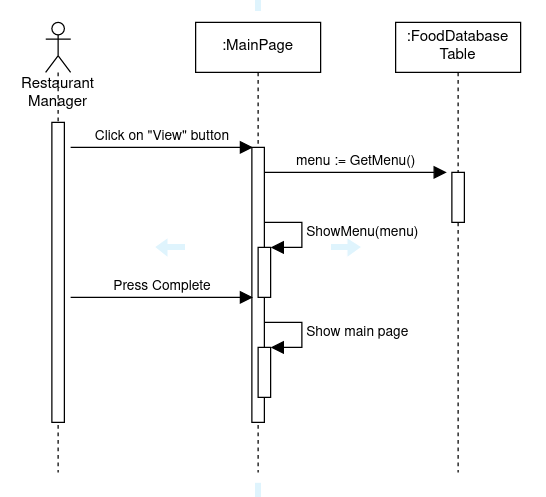 Restaurant
Manager
:MainPage
:FoodDatabase
Table
Click on "View" button
menu := GetMenu()
ShowMenu(menu)
Press Complete
Show main page